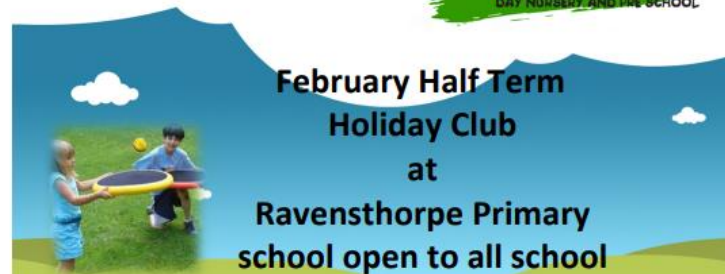 DAY NURSERY AND PRE SCHOOL
February Half Term
Holiday Club
at
Ravensthorpe Primary
school open to all school